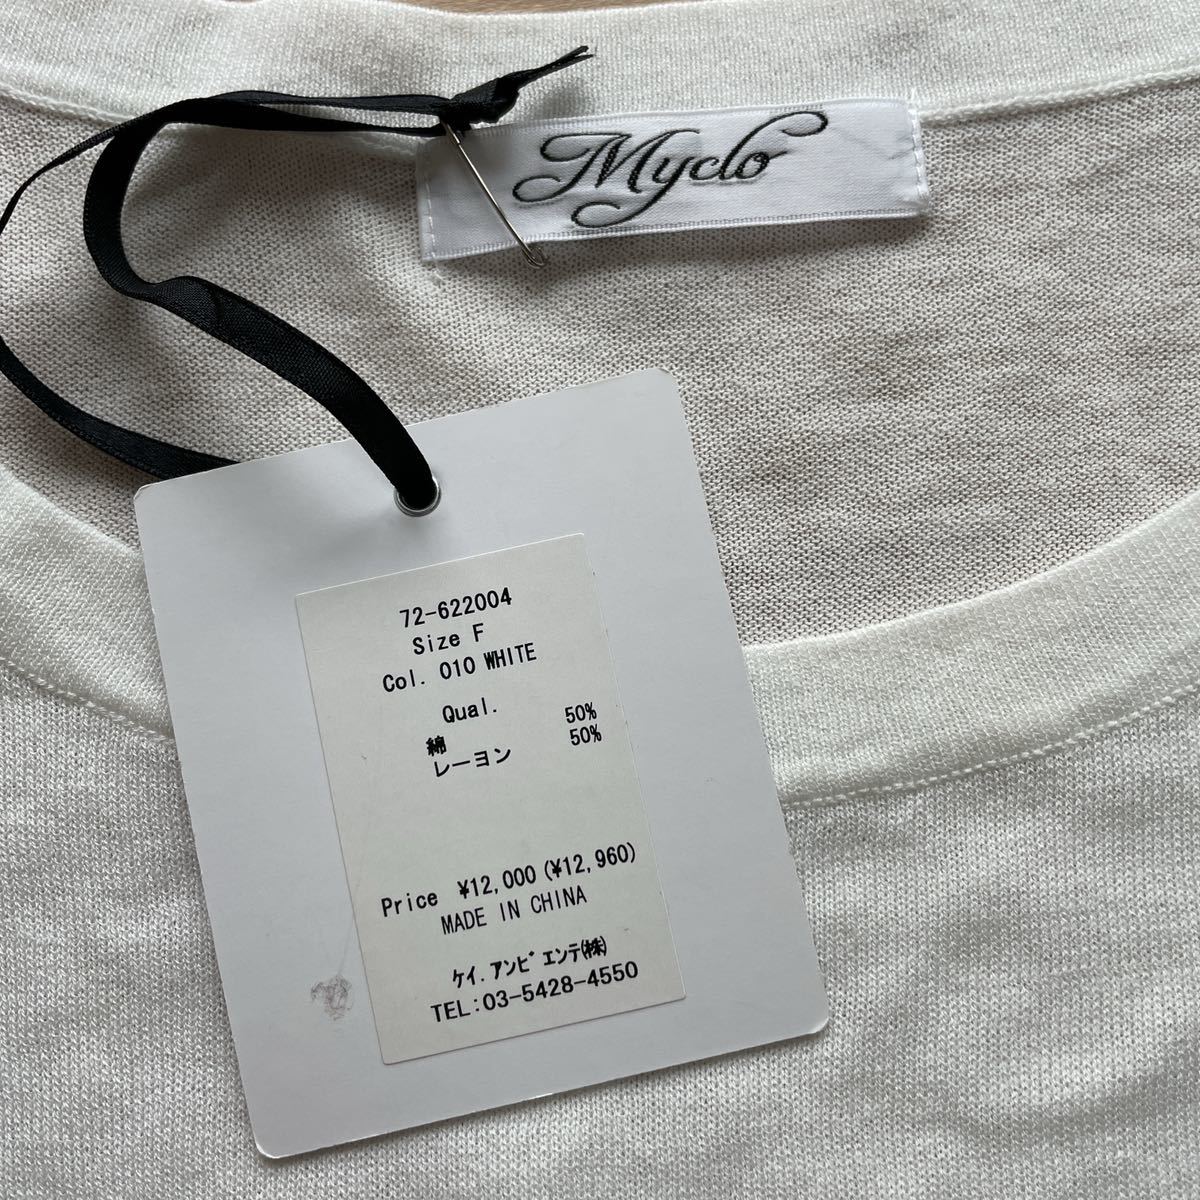 Myclo
72-622004
Size F
Col. 010 WHITE
Qual.
綿 50%
レーヨン 50%
Price ¥12,000 (¥12,960)
MADE IN CHINA
ケイ.アンビエンテ(株)
TEL:03-5428-4550